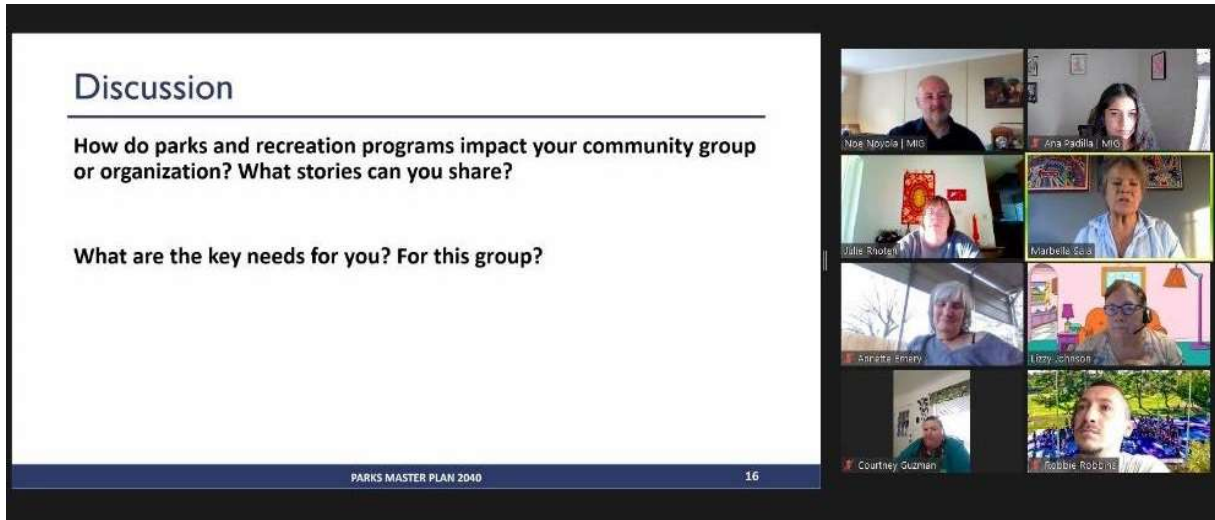 Discussion
How do parks and recreation programs impact your community group
or organization? What stories can you share?
What are the key needs for you? For this group?
PARKS MASTER PLAN 2040
16
Noe Noyola | MIG
Ana Padilla | MIG
Julie Rhoten
Marbella Sala
Annette Emery
Lizzy Johnson
Courtney Guzman
Robbie Robbins